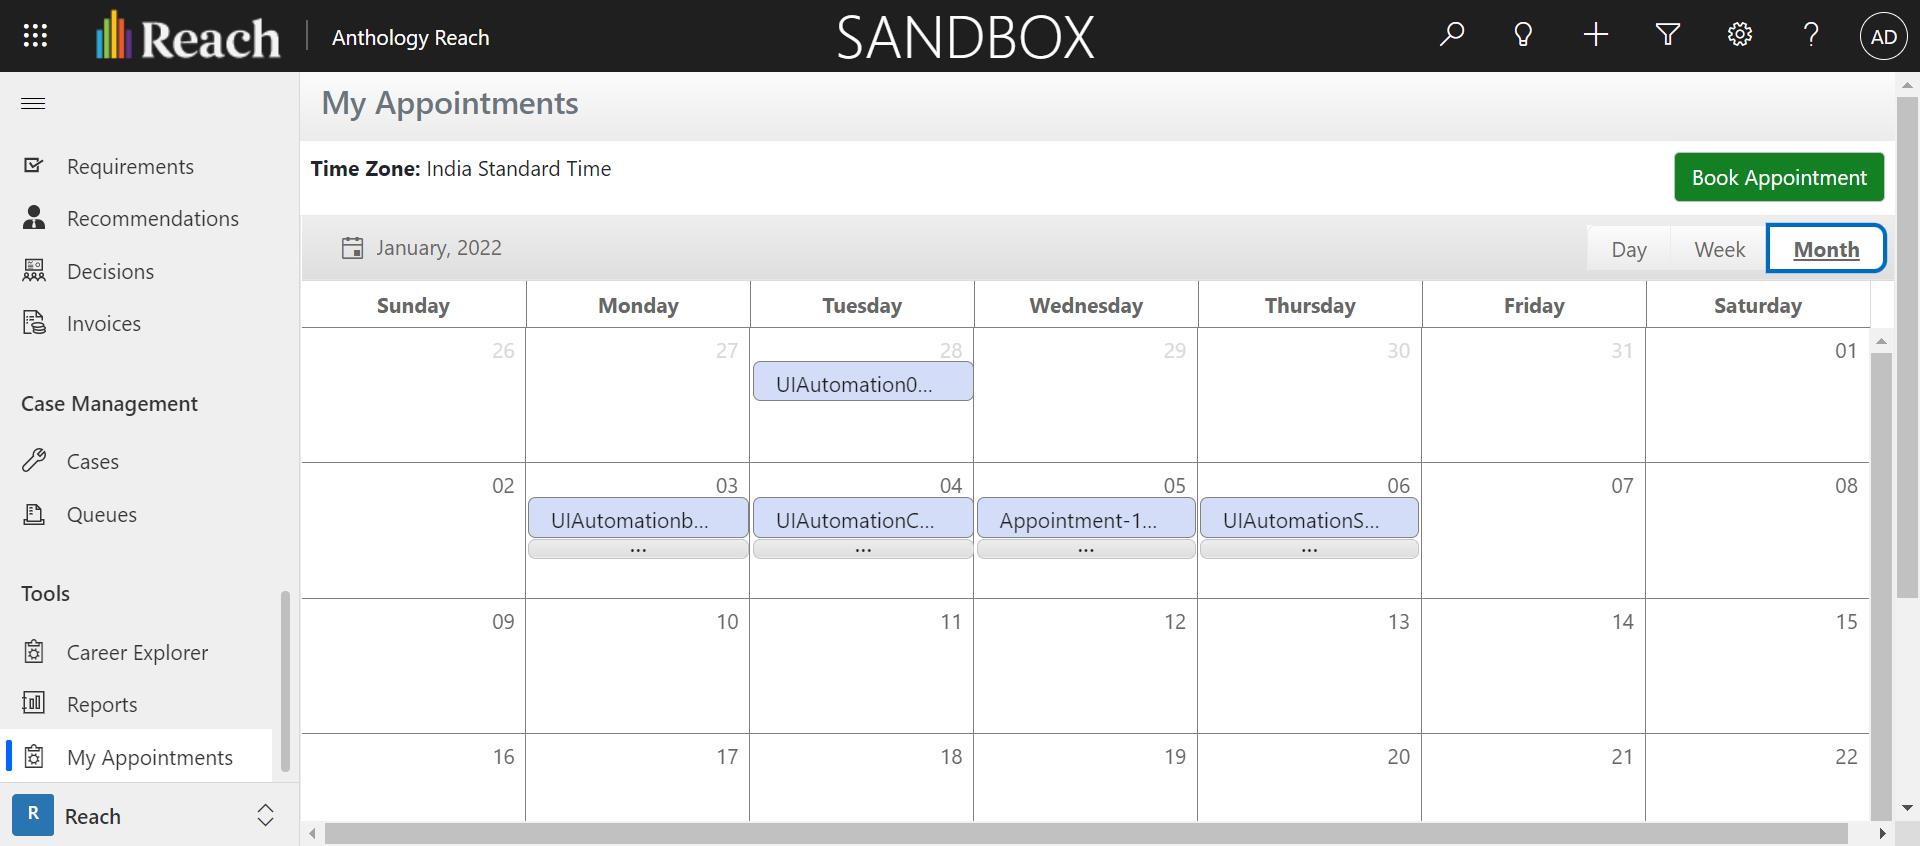 Reach
Anthology Reach
SANDBOX
AD
My Appointments
Requirements
Recommendations
Decisions
Invoices
Case Management
Cases
Queues
Tools
Career Explorer
Reports
My Appointments
R
Reach
Time Zone: India Standard Time
Book Appointment
January, 2022
Day Week Month
Sunday Monday Tuesday Wednesday Thursday Friday Saturday
26 27 28 29 30 31 01
UIAutomation0...
02 03 04 05 06 07 08
UIAutomationb... UIAutomationC... Appointment-1... UIAutomationS...
... ... ... ...
09 10 11 12 13 14 15
16 17 18 19 20 21 22